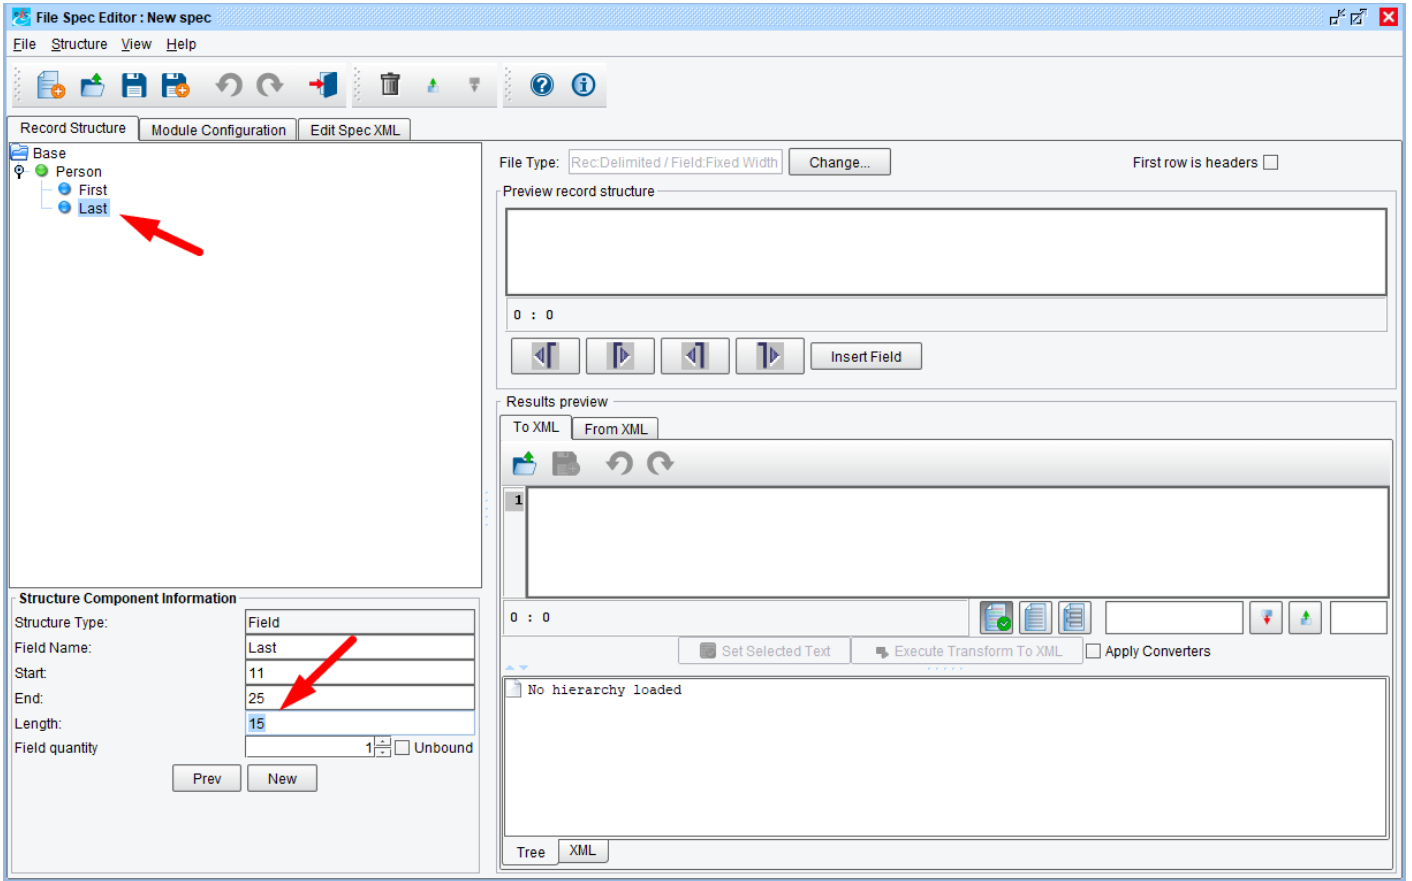 File Spec Editor : New spec
File Structure View Help
Record Structure Module Configuration Edit Spec XML
Base
Person
First
Last
Structure Component Information
Structure Type: Field
Field Name: Last
Start: 11
End: 25
Length: 15
Field quantity 1 Unbound
Prev New
File Type: Rec:Delimited / Field:Fixed Width Change... First row is headers
Preview record structure
0 : 0
Insert Field
Results preview
To XML From XML
1
0 : 0
Set Selected Text Execute Transform To XML Apply Converters
No hierarchy loaded
Tree XML